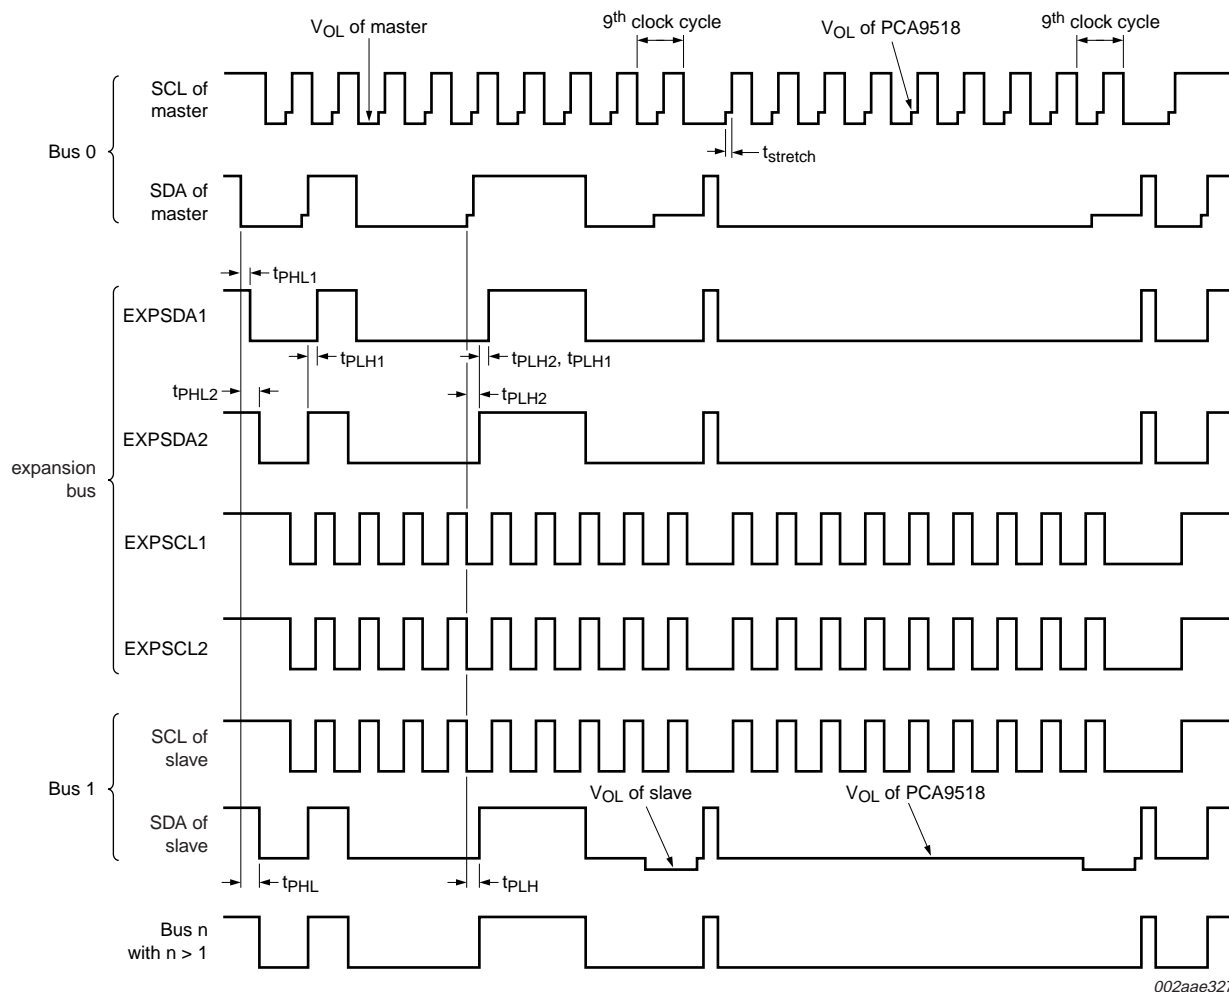 9th clock cycle
VOL of master
VOL of PCA9518
9th clock cycle
SCL of
master
Bus 0
tstretch
SDA of
master
tPHL1
EXPSDA1
tPLH1
tPLH2, tPLH1
tPHL2
tPLH2
EXPSDA2
expansion
bus
EXPSCL1
EXPSCL2
SCL of
slave
Bus 1
VOL of slave
VOL of PCA9518
SDA of
slave
tPHL
tPLH
Bus n
with n > 1
002aae327